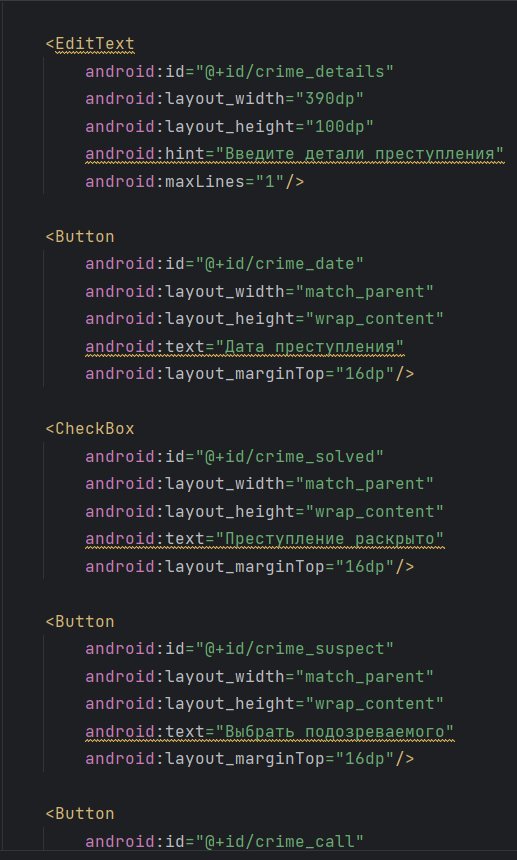 <EditText
android:id="@+id/crime_details"
android:layout_width="390dp"
android:layout_height="100dp"
android:hint="Введите детали преступления"
android:maxLines="1"/>
<Button
android:id="@+id/crime_date"
android:layout_width="match_parent"
android:layout_height="wrap_content"
android:text="Дата преступления"
android:layout_marginTop="16dp"/>
<CheckBox
android:id="@+id/crime_solved"
android:layout_width="match_parent"
android:layout_height="wrap_content"
android:text="Преступление раскрыто"
android:layout_marginTop="16dp"/>
<Button
android:id="@+id/crime_suspect"
android:layout_width="match_parent"
android:layout_height="wrap_content"
android:text="Выбрать подозреваемого"
android:layout_marginTop="16dp"/>
<Button
android:id="@+id/crime_call"